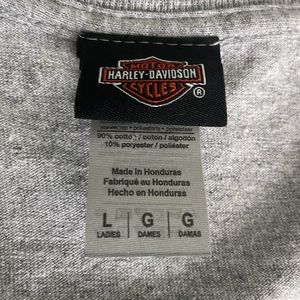 MOTOR
HARLEY-DAVIDSON
CYCLES
®
90% cotton / coton / algodón
10% polyester / poliéster
Made In Honduras
Fabriqué au Honduras
Hecho en Honduras
L G G
LADIES DAMES DAMAS